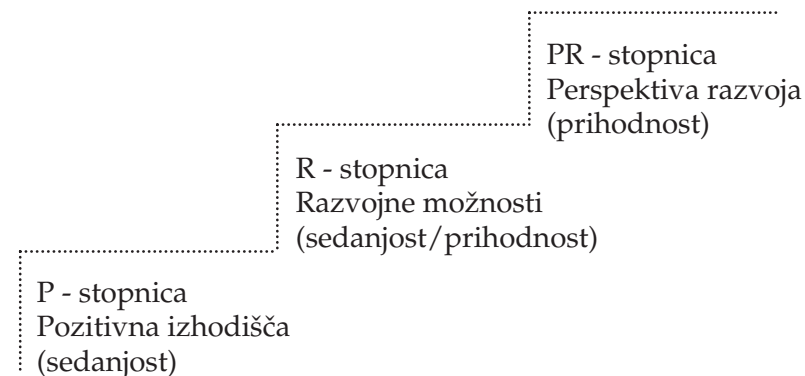 PR - stopnica
Perspektiva razvoja
(prihodnost)
R - stopnica
Razvojne možnosti
(sedanjost/prihodnost)
P - stopnica
Pozitivna izhodišča
(sedanjost)